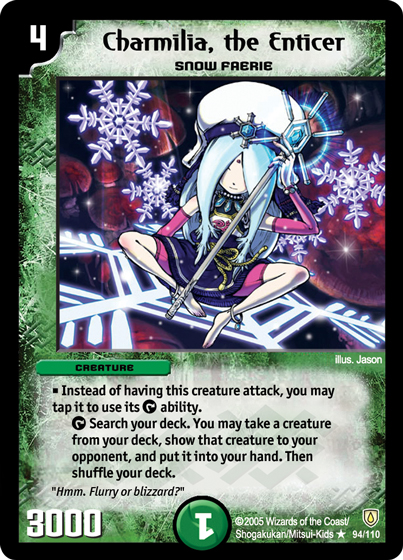 4
Charmilia, the Enticer
SNOW FAERIE
illus. Jason
CREATURE
▪ Instead of having this creature attack, you may
tap it to use its ability.
Search your deck. You may take a creature
from your deck, show that creature to your
opponent, and put it into your hand. Then
shuffle your deck.
"Hmm. Flurry or blizzard?"
3000
1
©2005 Wizards of the Coast/
Shogakukan/Mitsui-Kids ★ 94/110